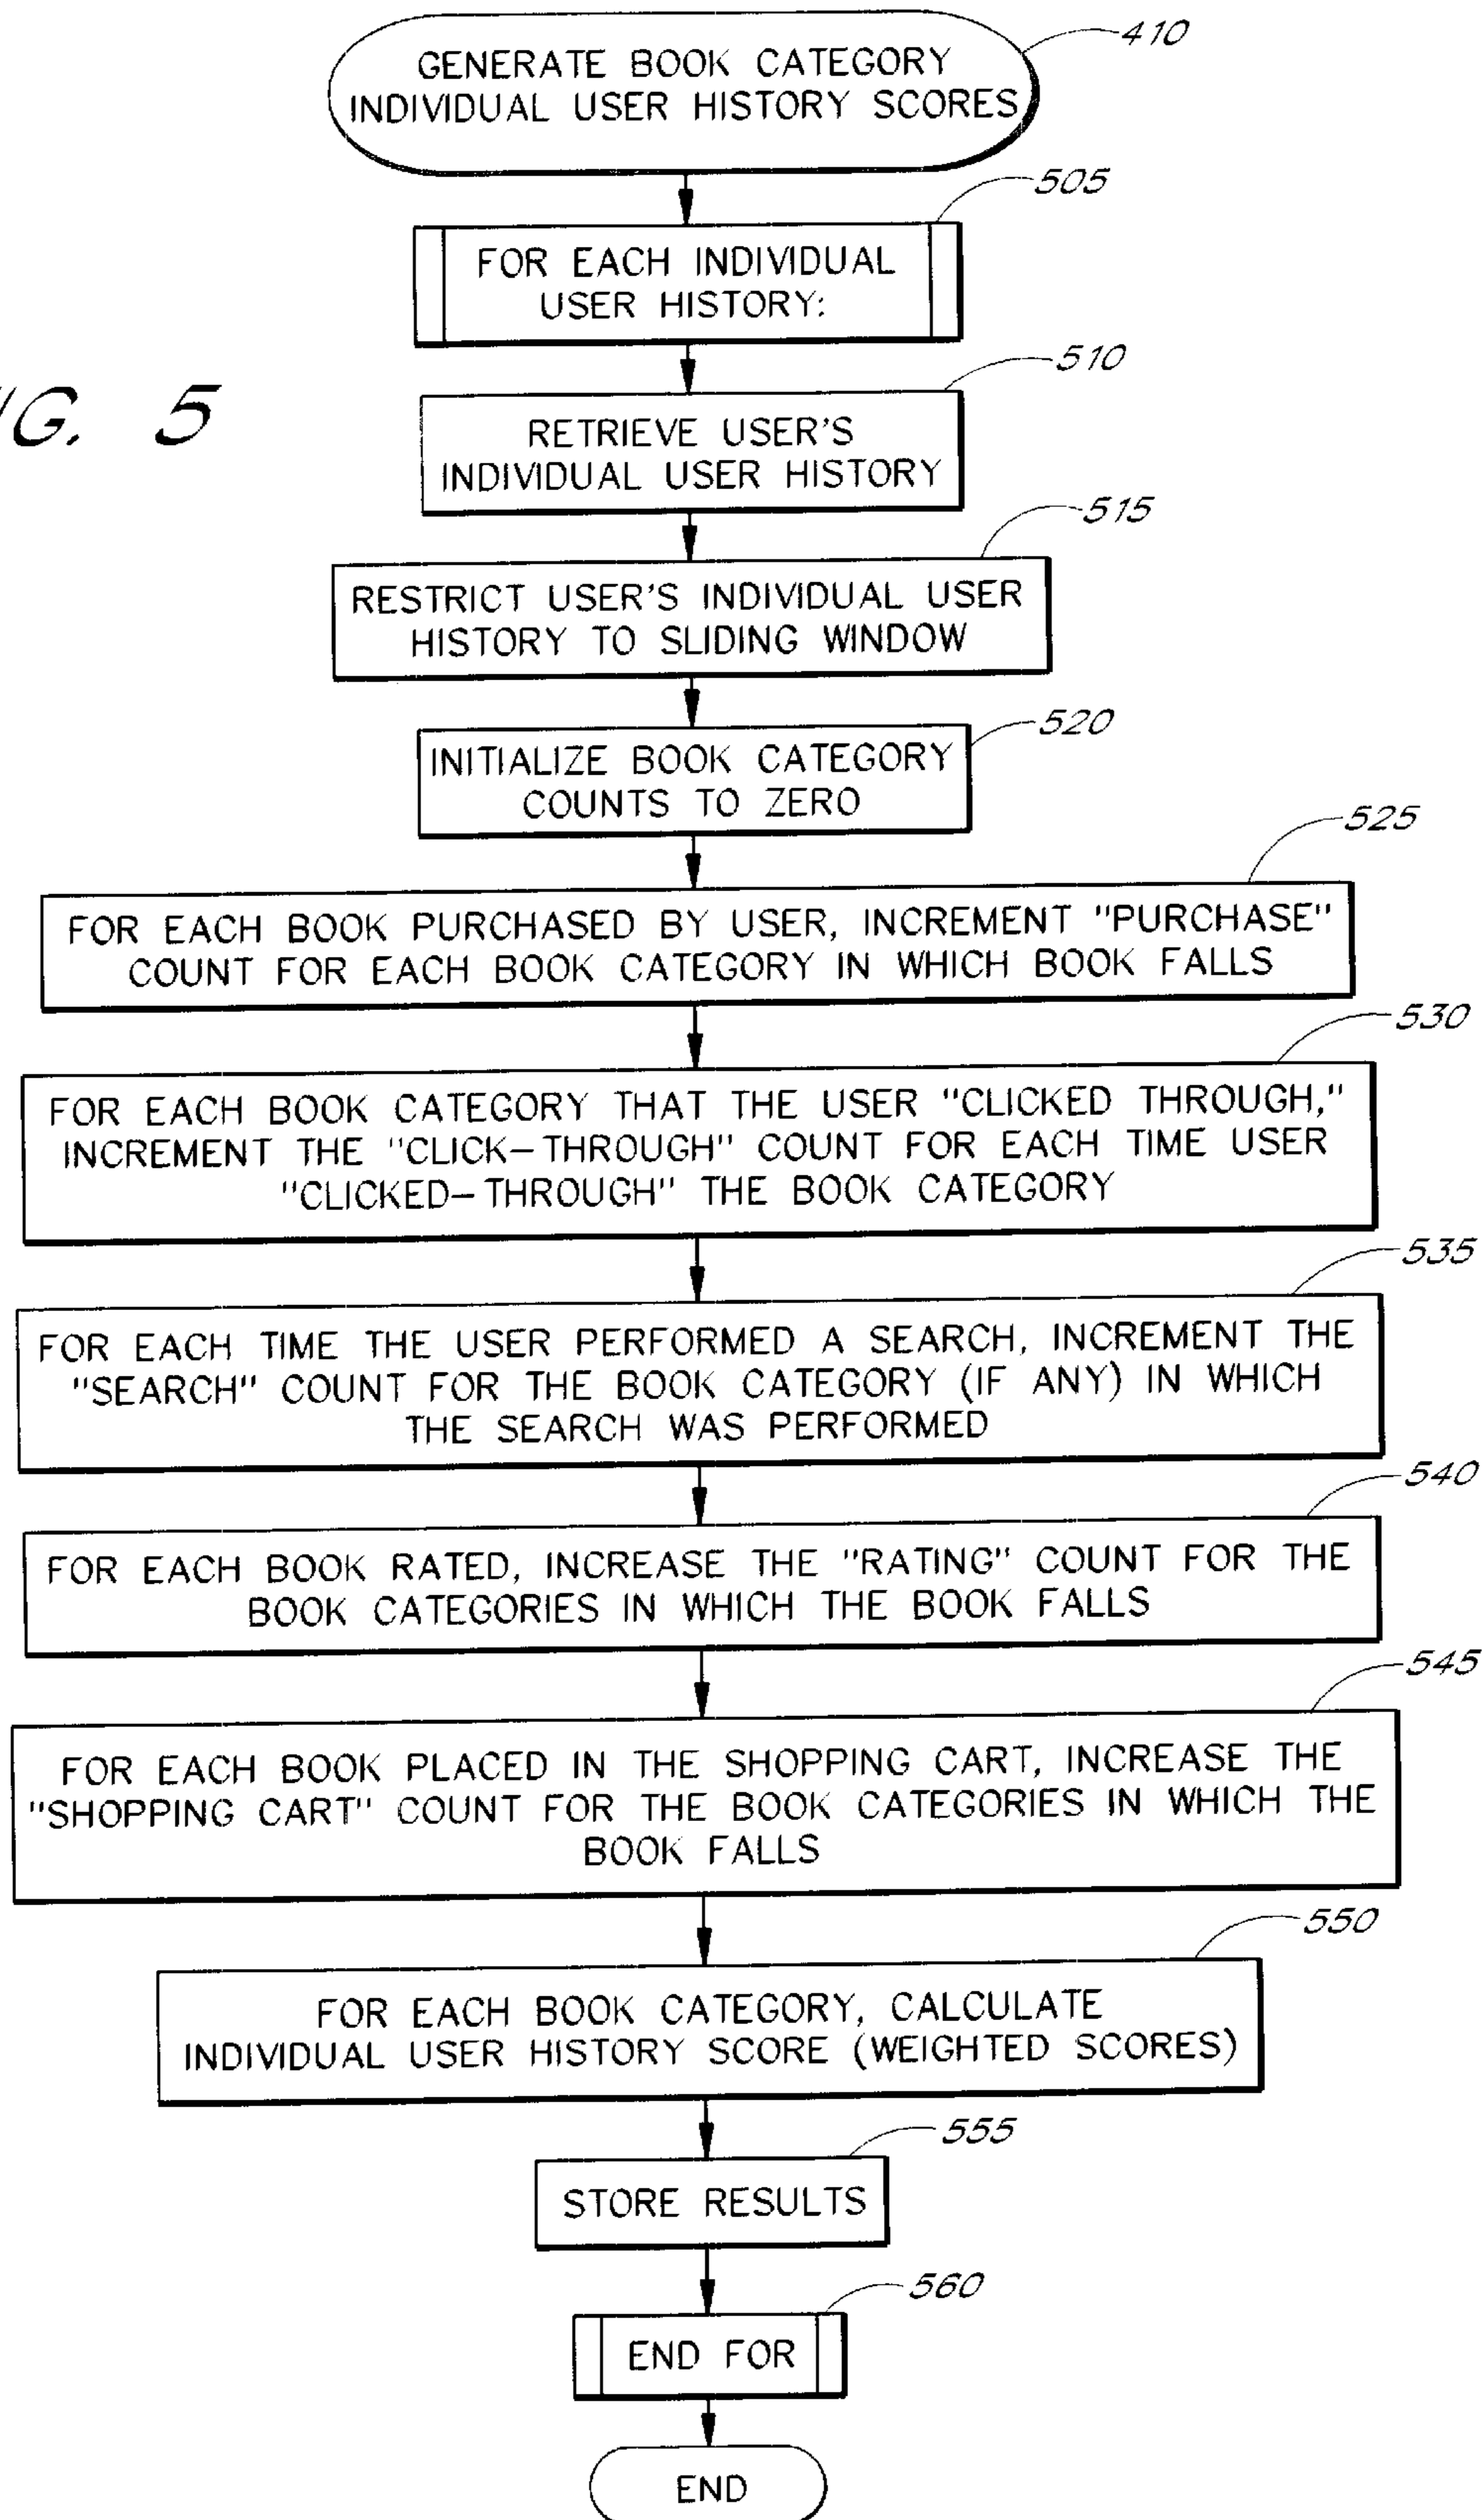 GENERATE BOOK CATEGORY
INDIVIDUAL USER HISTORY SCORES
410
505
FOR EACH INDIVIDUAL
USER HISTORY:
510
IG. 5
RETRIEVE USER'S
INDIVIDUAL USER HISTORY
515
RESTRICT USER'S INDIVIDUAL USER
HISTORY TO SLIDING WINDOW
520
INITIALIZE BOOK CATEGORY
COUNTS TO ZERO
525
FOR EACH BOOK PURCHASED BY USER, INCREMENT "PURCHASE"
COUNT FOR EACH BOOK CATEGORY IN WHICH BOOK FALLS
530
FOR EACH BOOK CATEGORY THAT THE USER "CLICKED THROUGH,"
INCREMENT THE "CLICK-THROUGH" COUNT FOR EACH TIME USER
"CLICKED-THROUGH" THE BOOK CATEGORY
535
FOR EACH TIME THE USER PERFORMED A SEARCH, INCREMENT THE
"SEARCH" COUNT FOR THE BOOK CATEGORY (IF ANY) IN WHICH
THE SEARCH WAS PERFORMED
540
FOR EACH BOOK RATED, INCREASE THE "RATING" COUNT FOR THE
BOOK CATEGORIES IN WHICH THE BOOK FALLS
545
FOR EACH BOOK PLACED IN THE SHOPPING CART, INCREASE THE
"SHOPPING CART" COUNT FOR THE BOOK CATEGORIES IN WHICH THE
BOOK FALLS
550
FOR EACH BOOK CATEGORY, CALCULATE
INDIVIDUAL USER HISTORY SCORE (WEIGHTED SCORES)
555
STORE RESULTS
560
END FOR
END